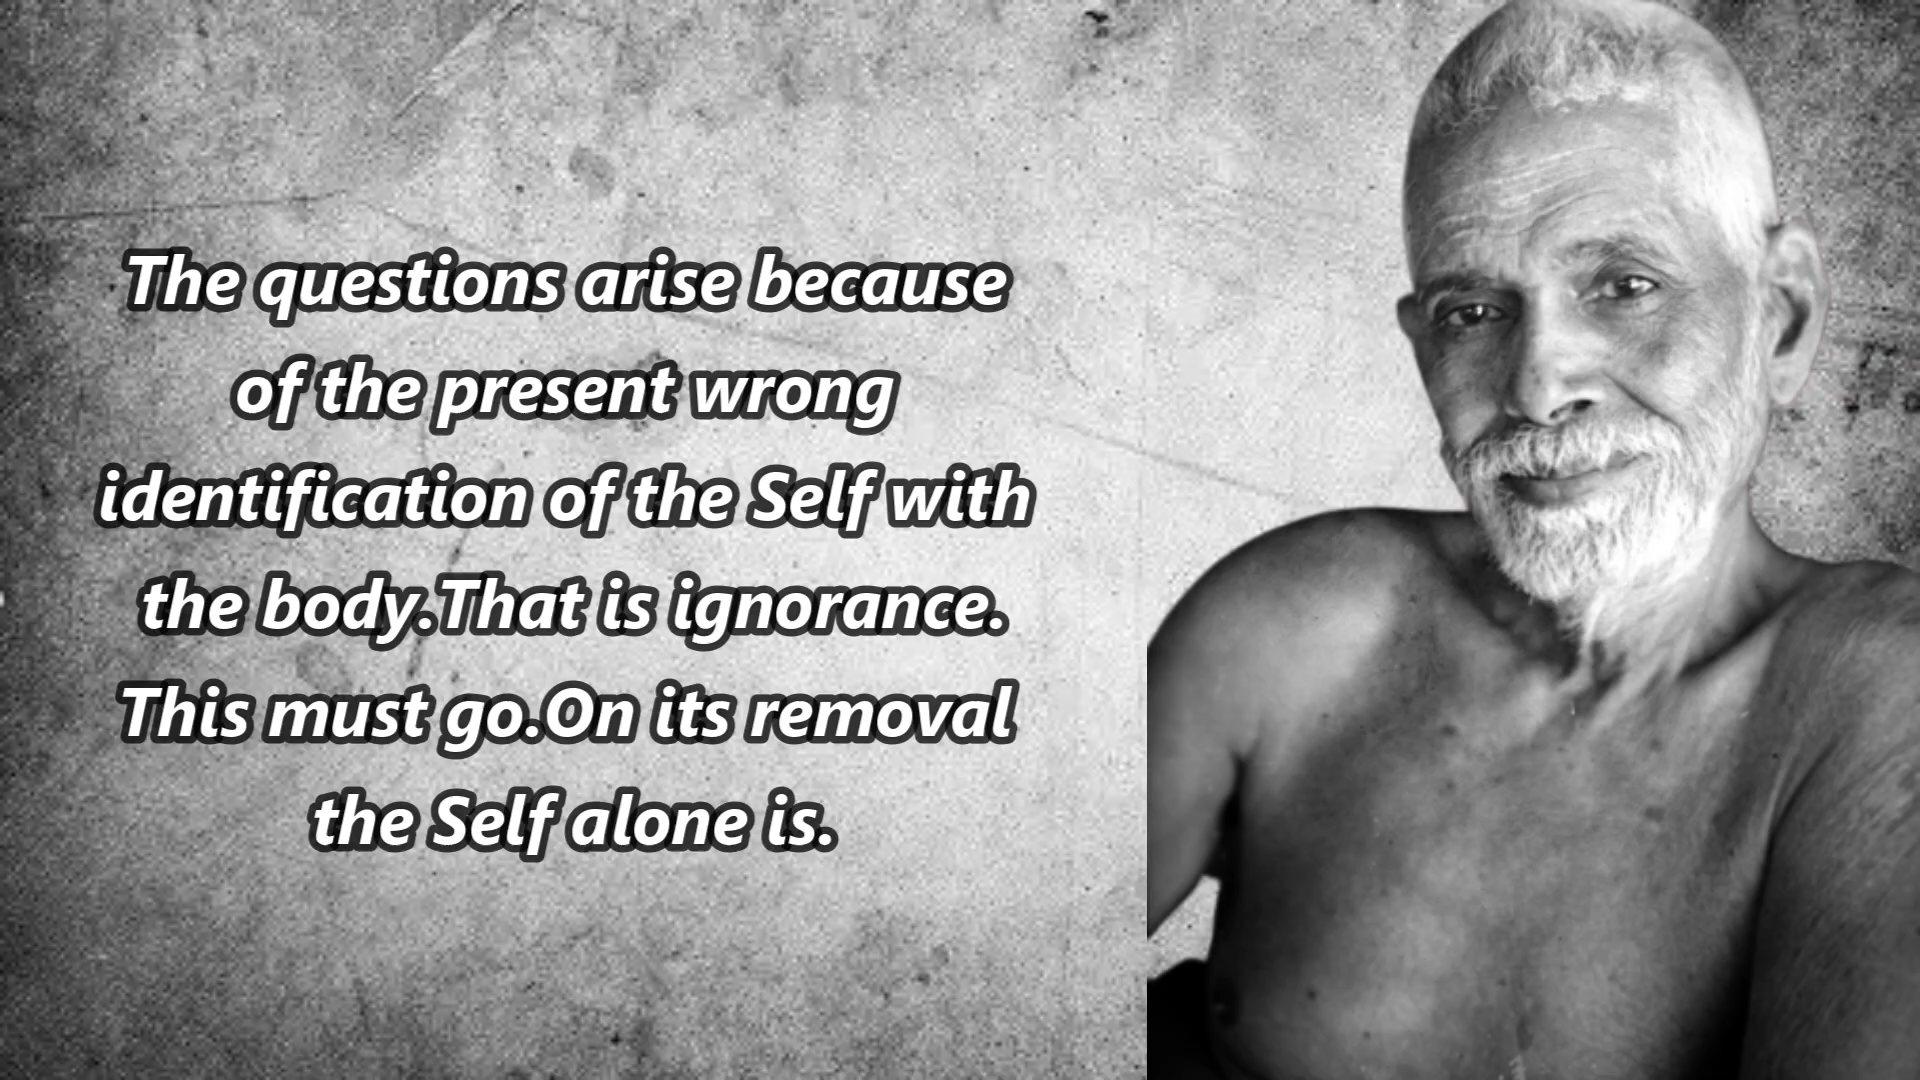 The questions arise because
of the present wrong
identification of the Self with
the body.That is ignorance.
This must go.On its removal
the Self alone is.